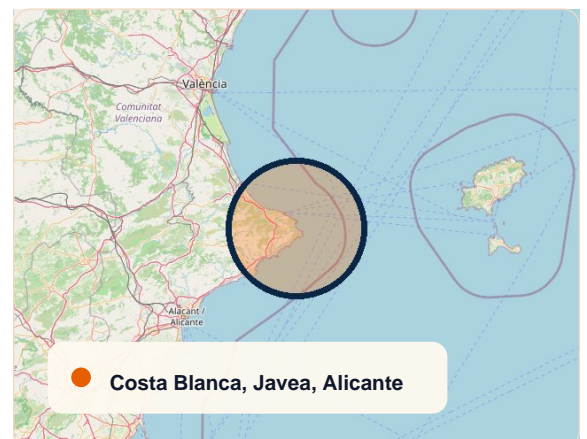 València
Comunitat
Valenciana
Alacant /
Alicante
Costa Blanca, Javea, Alicante